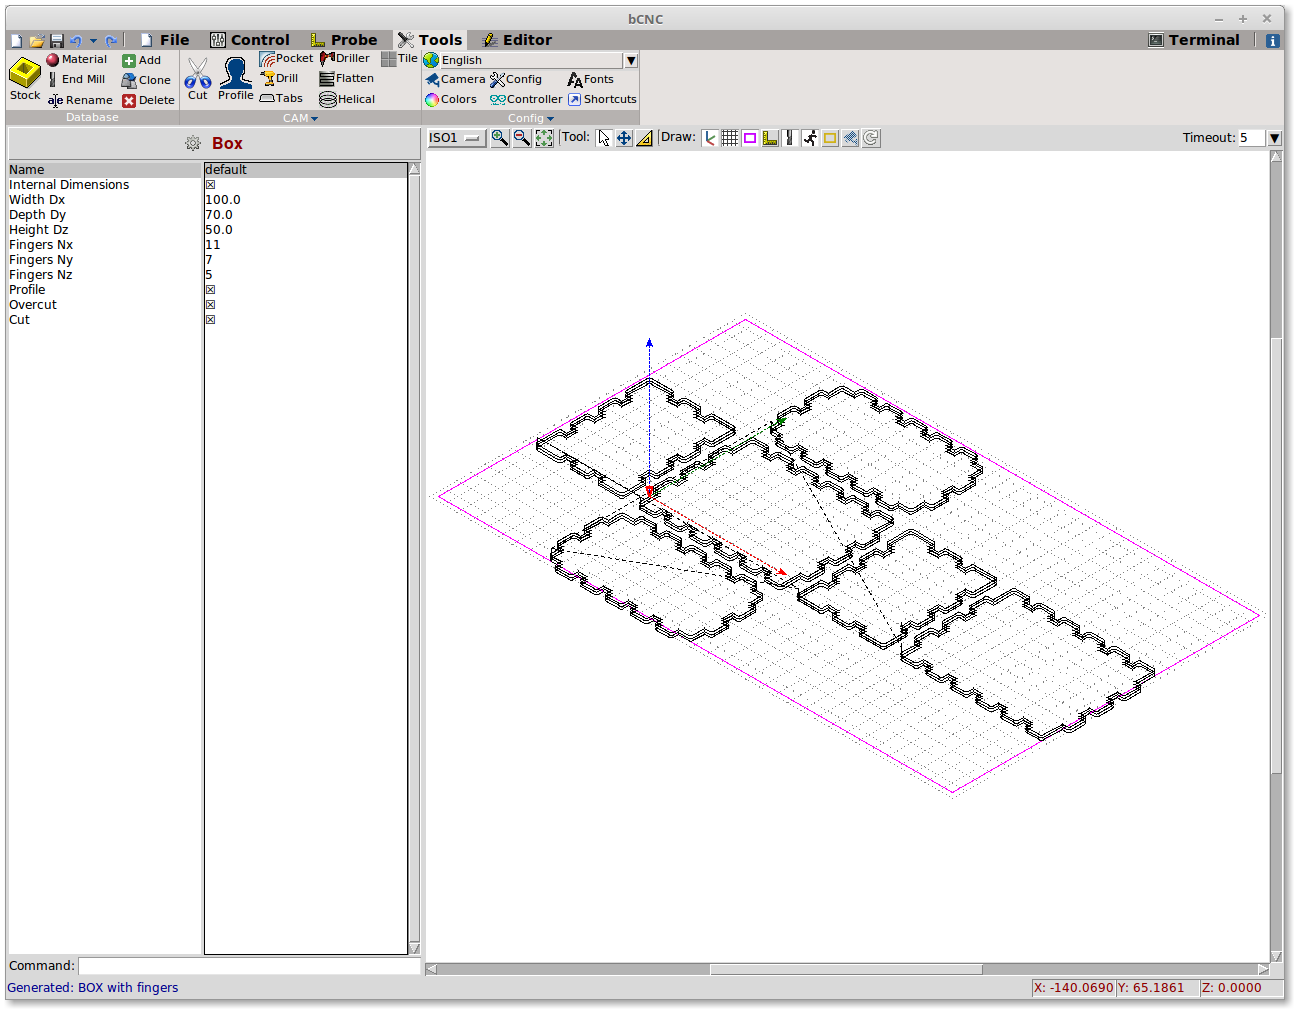 bCNC
File Control Probe Tools Editor Terminal
Stock
Material
End Mill
Rename
Add
Clone
Delete
Database
Cut
Profile
Pocket
Drill
Tabs
Driller
Flatten
Helical
Tile
CAM
English
Camera Config Fonts
Colors Controller Shortcuts
Config
Box
ISO1 Tool: Draw: Timeout: 5
Name default
Internal Dimensions
Width Dx 100.0
Depth Dy 70.0
Height Dz 50.0
Fingers Nx 11
Fingers Ny 7
Fingers Nz 5
Profile
Overcut
Cut
Command:
Generated: BOX with fingers
X: -140.0690 Y: 65.1861 Z: 0.0000